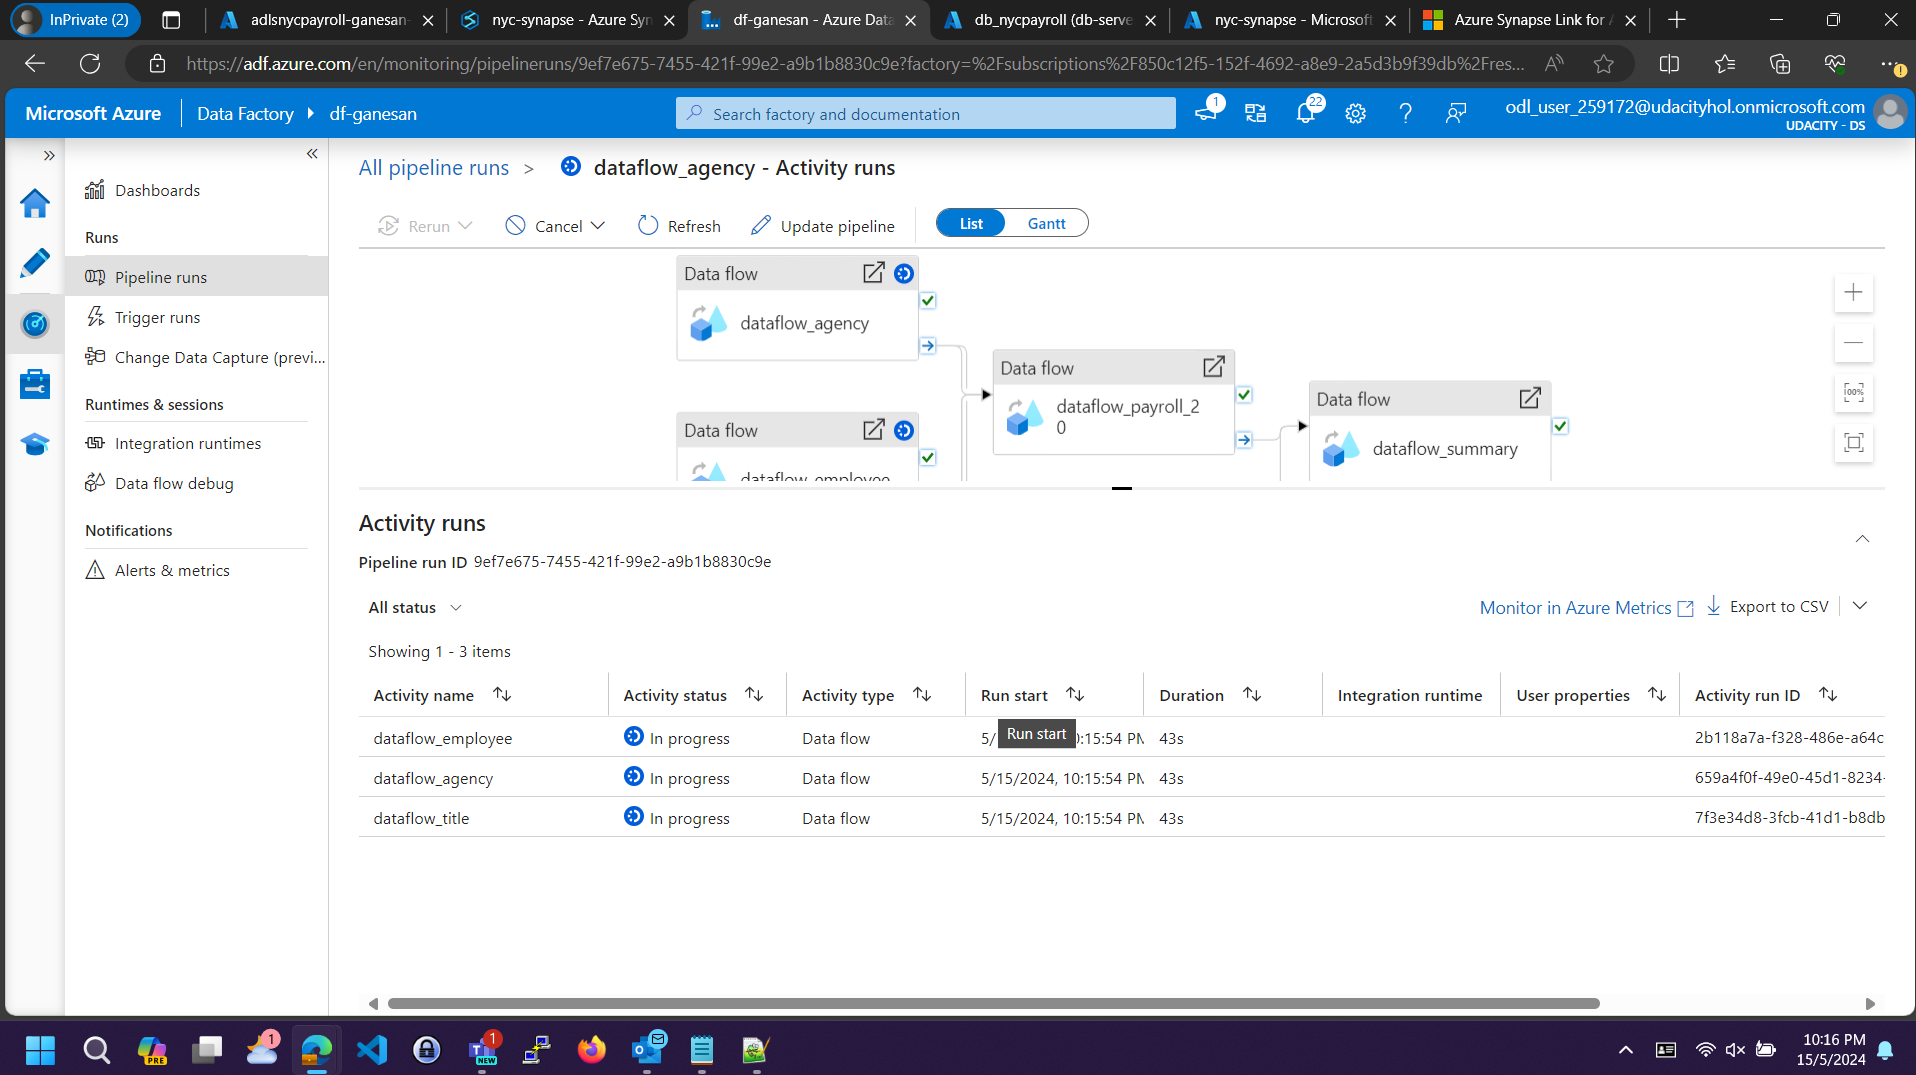 InPrivate (2)
adlsnycpayroll-ganesan-
nyc-synapse - Azure Syn
df-ganesan - Azure Data
db_nycpayroll (db-serve
nyc-synapse - Microsoft
Azure Synapse Link for A
https://adf.azure.com/en/monitoring/pipelineruns/9ef7e675-7455-421f-99e2-a9b1b8830c9e?factory=%2Fsubscriptions%2F850c12f5-152f-4692-a8e9-2a5d3b9f39db%2Fres...
Microsoft Azure
Data Factory
df-ganesan
Search factory and documentation
1
22
odl_user_259172@udacityhol.onmicrosoft.com
UDACITY - DS
Dashboards
Runs
Pipeline runs
Trigger runs
Change Data Capture (previ...
Runtimes & sessions
Integration runtimes
Data flow debug
Notifications
Alerts & metrics
All pipeline runs > dataflow_agency - Activity runs
Rerun
Cancel
Refresh
Update pipeline
List
Gantt
Data flow
dataflow_agency
Data flow
dataflow_employee
Data flow
dataflow_payroll_2
0
Data flow
dataflow_summary
100%
Activity runs
Pipeline run ID 9ef7e675-7455-421f-99e2-a9b1b8830c9e
All status
Monitor in Azure Metrics
Export to CSV
Showing 1 - 3 items
Activity name Activity status Activity type Run start Duration Integration runtime User properties Activity run ID
dataflow_employee In progress Data flow 5/ 0:15:54 PM 43s 2b118a7a-f328-486e-a64c
Run start
dataflow_agency In progress Data flow 5/15/2024, 10:15:54 PM 43s 659a4f0f-49e0-45d1-8234-
dataflow_title In progress Data flow 5/15/2024, 10:15:54 PM 43s 7f3e34d8-3fcb-41d1-b8db
PRE
1
1
NEW
10:16 PM
15/5/2024